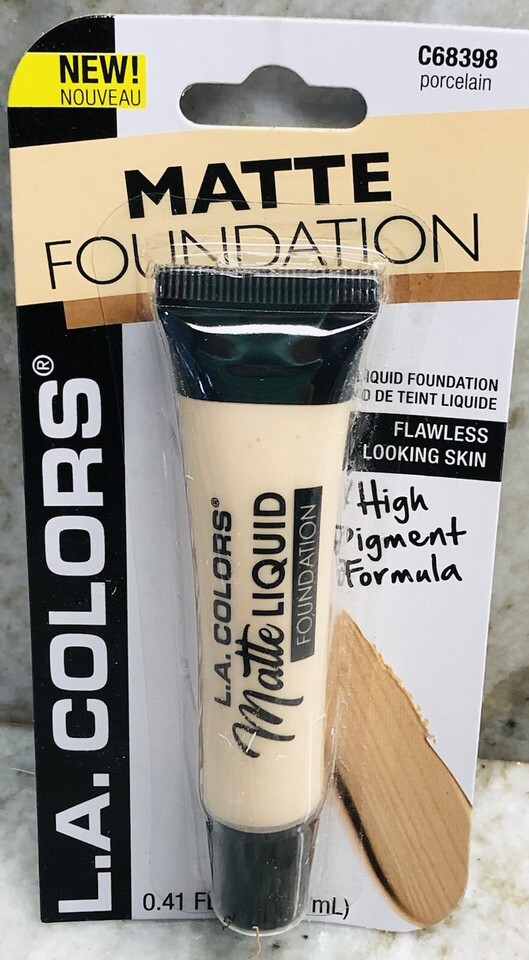 NEW!
NOUVEAU
C68398
porcelain
MATTE
FOUNDATION
L.A. COLORS®
LIQUID FOUNDATION
DE TEINT LIQUIDE
FLAWLESS
LOOKING SKIN
High
Pigment
Formula
L.A. COLORS®
Matte LIQUID
FOUNDATION
0.41 FL
mL)